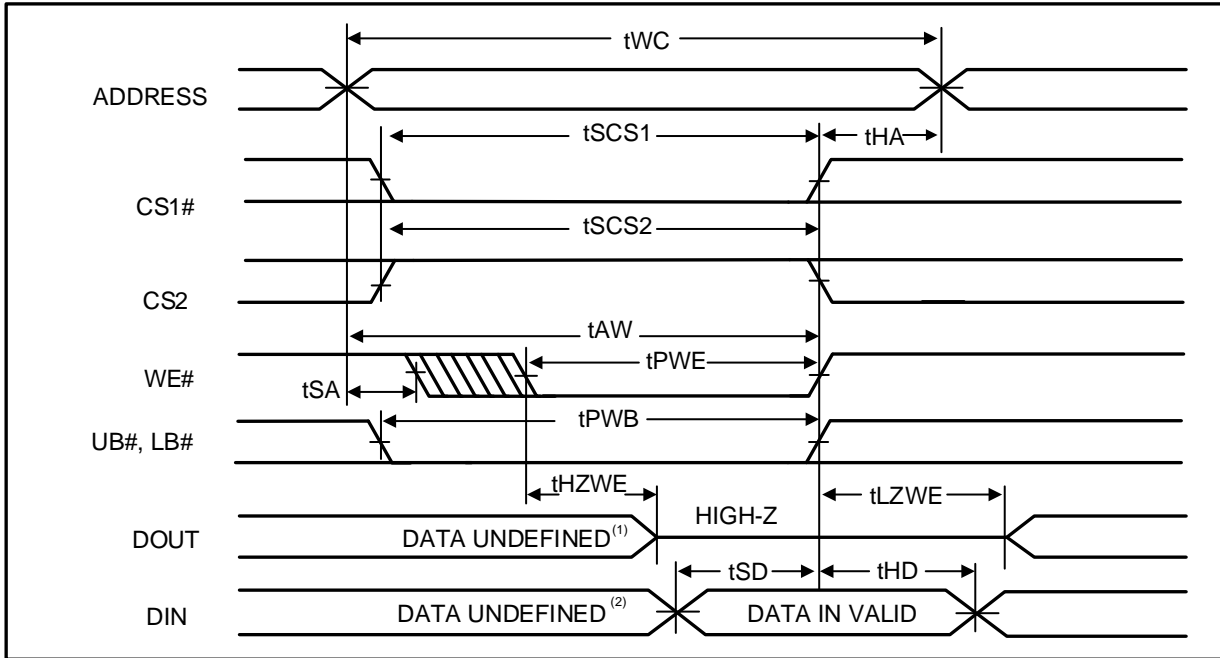 tWC
ADDRESS
tSCS1
tHA
CS1#
tSCS2
CS2
tAW
WE#
tPWE
tSA
tPWB
UB#, LB#
tHZWE
tLZWE
HIGH-Z
DOUT
DATA UNDEFINED(1)
tSD
tHD
DIN
DATA UNDEFINED (2)
DATA IN VALID